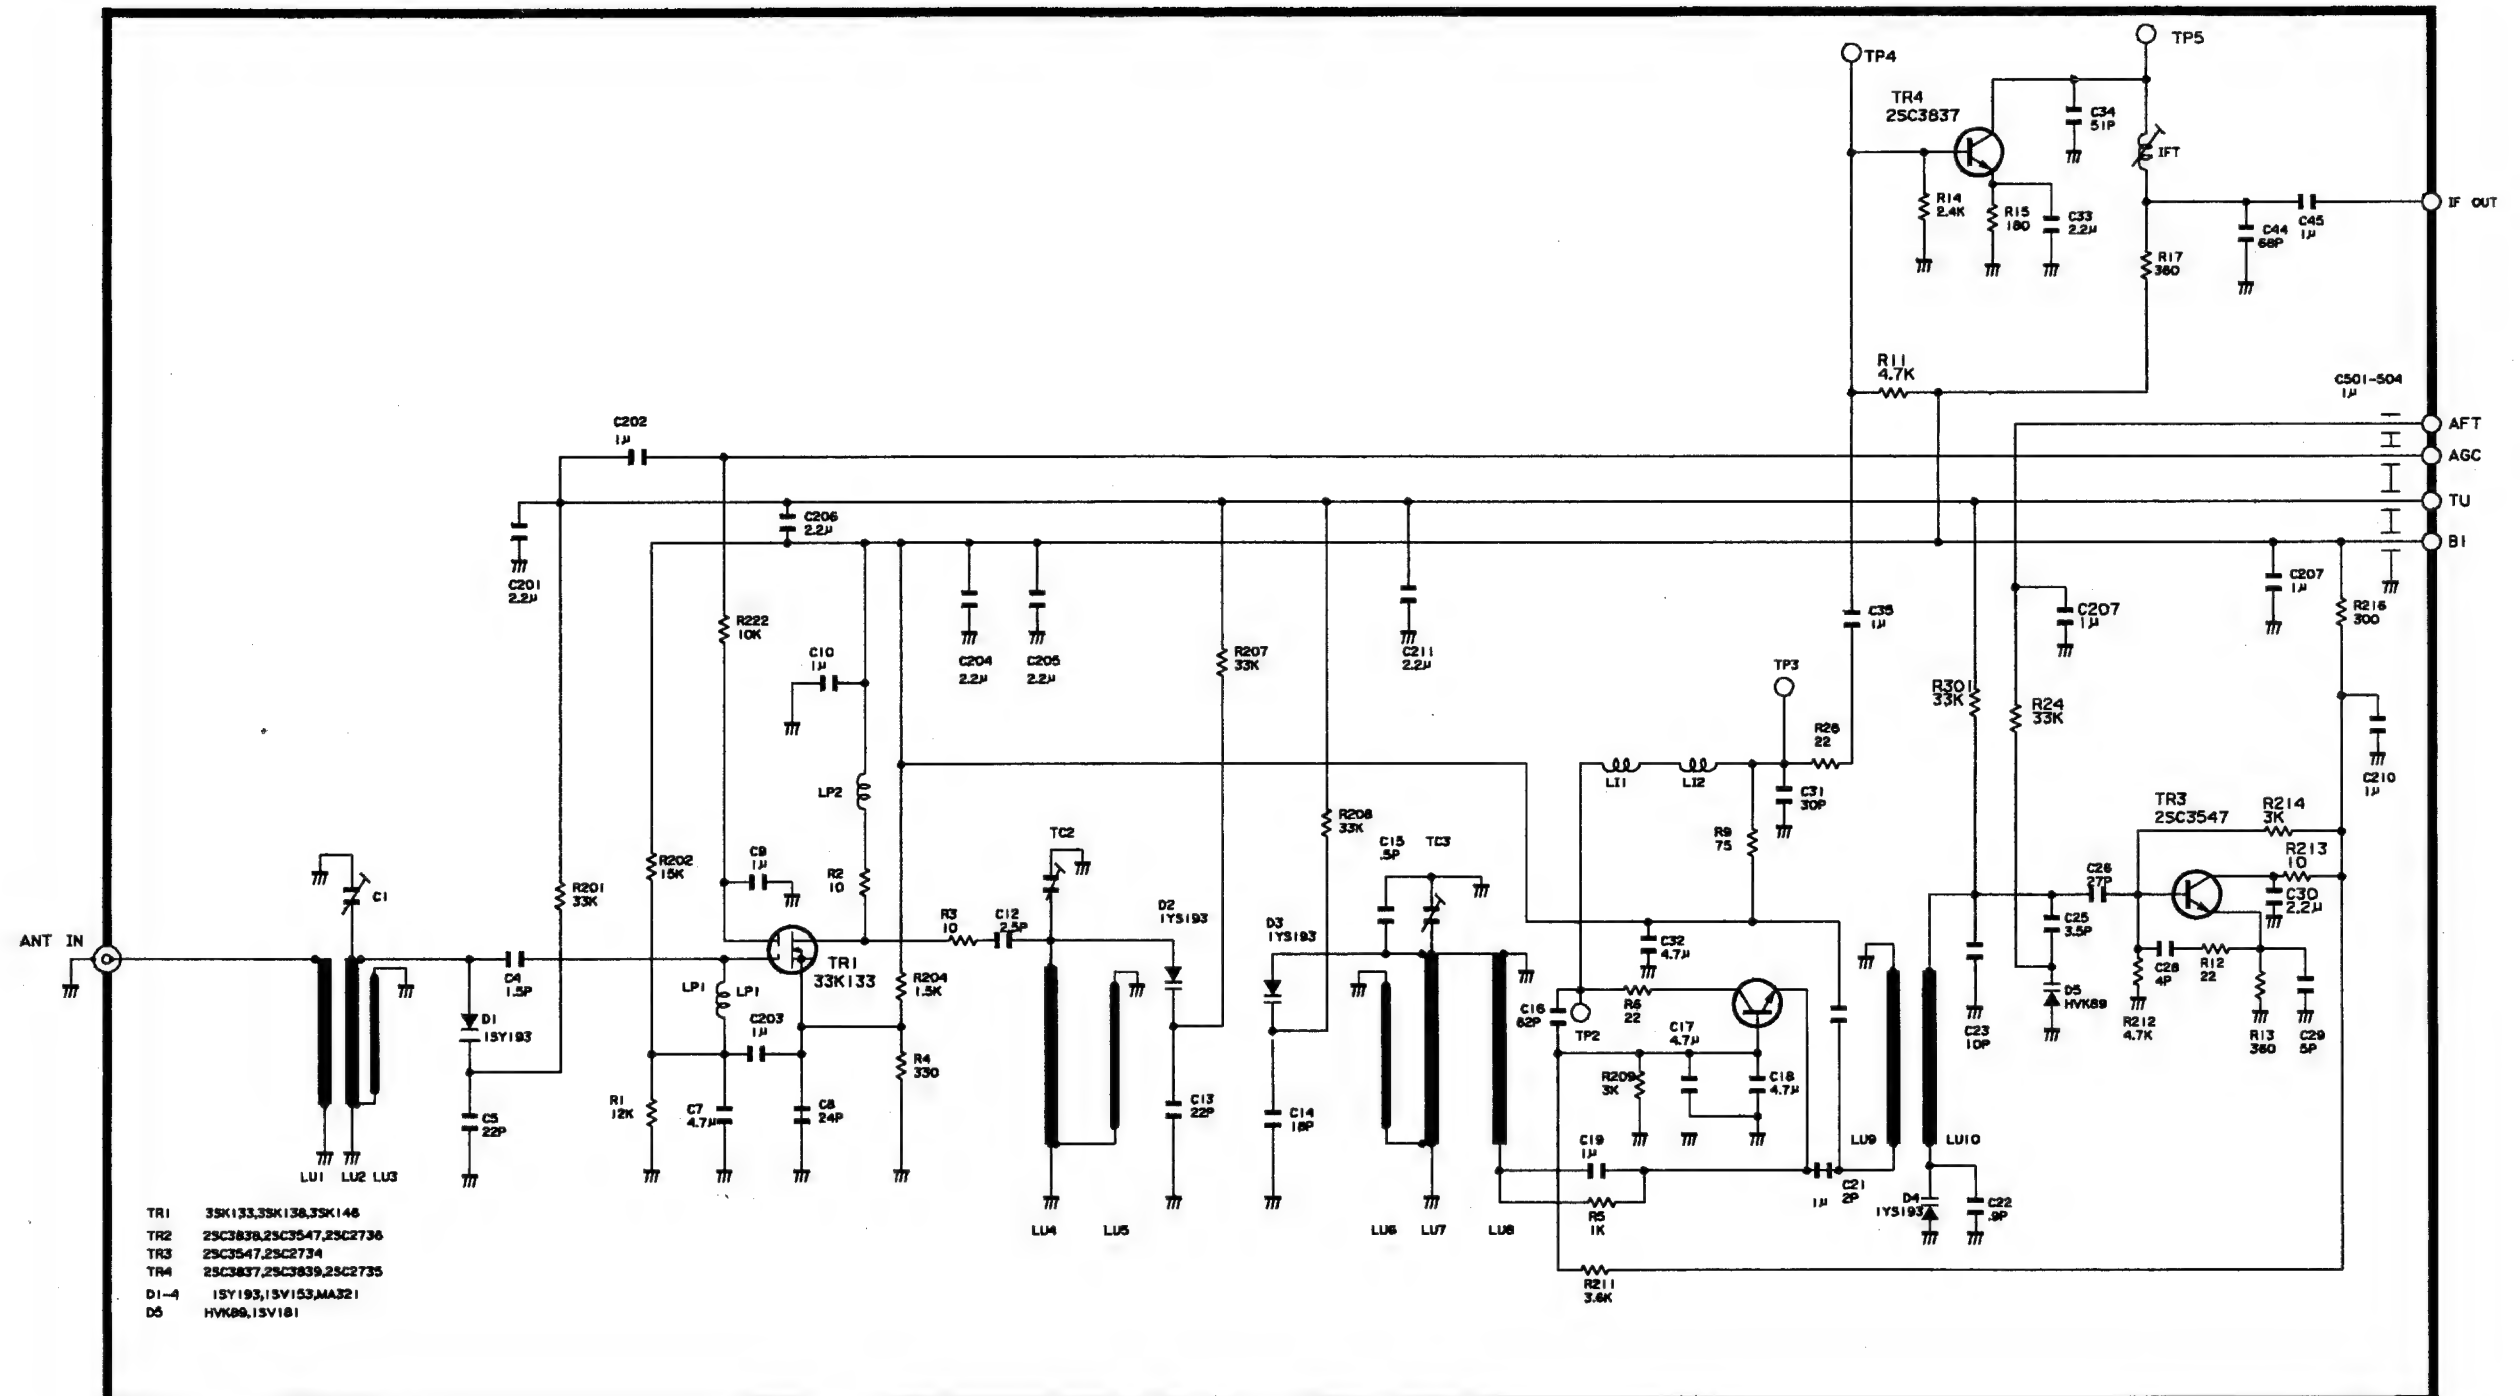 TP5
TP4
TR4
2SC3837
C34
51P
IFT
R14
2.4K
R15
180
C33
2.2μ
C44
68P
C45
1μ
IF OUT
R17
360
R11
4.7K
C501-504
1μ
AFT
AGC
TU
B1
C202
1μ
C206
2.2μ
C201
2.2μ
R222
10K
C10
1μ
C204
2.2μ
C205
2.2μ
R207
33K
C211
2.2μ
C35
1μ
C207
1μ
C207
1μ
R216
300
TP3
R26
22
R301
33K
R24
33K
LP2
LI1
LI2
C31
30P
C210
1μ
TR3
2SC3547
R214
3K
R213
10
C30
2.2μ
R208
33K
R9
75
C15
.5P
TC3
TC2
C9
1μ
R2
10
R202
15K
R201
33K
C1
ANT IN
C4
1.5P
R3
10
C12
2.5P
D2
1YS193
D3
1YS193
C32
4.7μ
C26
27P
C25
3.5P
TR1
33K133
R204
1.5K
LP1
LP1
C203
1μ
D1
1SY193
R4
330
C16
62P
TP2
R6
22
C17
4.7μ
C18
4.7μ
R209
3K
C23
10P
D5
HVK89
C28
4P
R12
22
R212
4.7K
R13
360
C29
5P
C5
22P
R1
12K
C7
4.7μ
C8
24P
C13
22P
C14
18P
C19
1μ
R5
1K
1μ
C21
2P
LU9
LU10
D4
1YS193
C22
.9P
LU1 LU2 LU3
LU4
LU5
LU6
LU7
LU8
R211
3.6K
TR1 3SK133,3SK138,3SK146
TR2 2SC3838,2SC3547,2SC2736
TR3 2SC3547,2SC2734
TR4 2SC3837,2SC3839,2SC2735
D1-4 1SY193,1SV153,MA321
D5 HVK89,1SV181